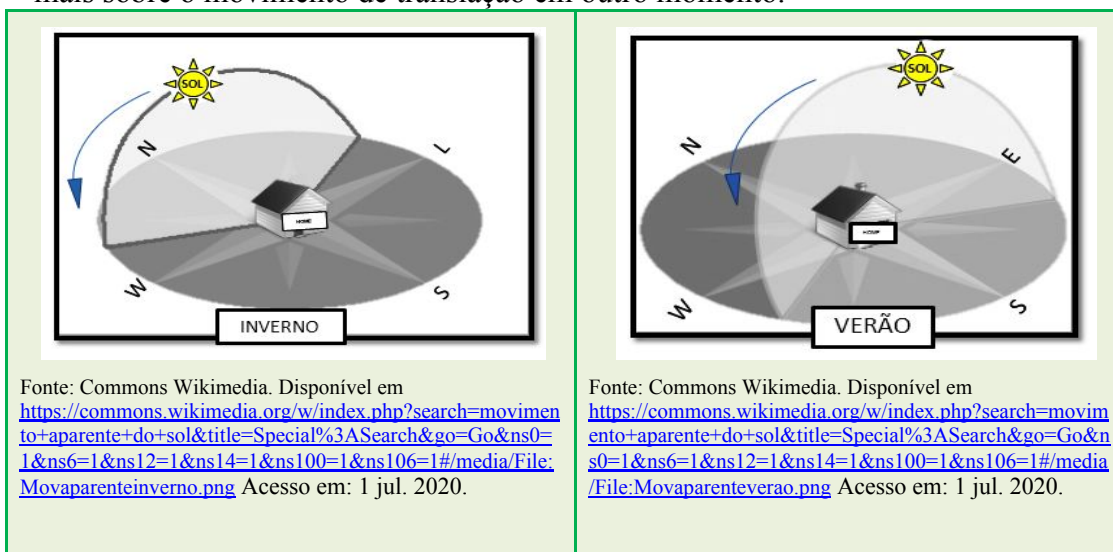 mais sobre o movimento de translação em outro momento.
SOL
N
L
HOME
W
S
INVERNO
SOL
N
E
HOME
W
S
VERÃO
Fonte: Commons Wikimedia. Disponível em
https://commons.wikimedia.org/w/index.php?search=movimen
to+aparente+do+sol&title=Special%3ASearch&go=Go&ns0=
1&ns6=1&ns12=1&ns14=1&ns100=1&ns106=1#/media/File:
Movaparenteinverno.png Acesso em: 1 jul. 2020.
Fonte: Commons Wikimedia. Disponível em
https://commons.wikimedia.org/w/index.php?search=movim
ento+aparente+do+sol&title=Special%3ASearch&go=Go&n
s0=1&ns6=1&ns12=1&ns14=1&ns100=1&ns106=1#/media
/File:Movaparenteverao.png Acesso em: 1 jul. 2020.